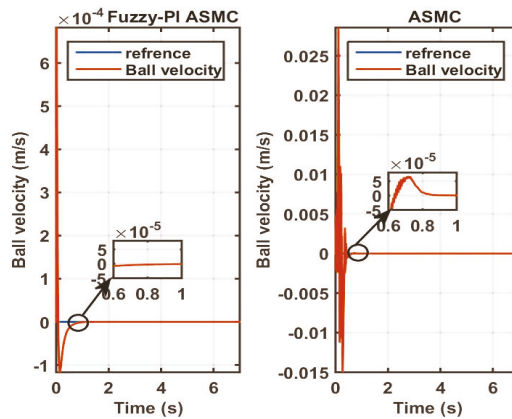 × 10⁻⁴ Fuzzy-PI ASMC
refrence
Ball velocity
6
5
4
3
2
1
0
-1
Ball velocity (m/s)
× 10⁻⁵
5
0
-5
0.6 0.8 1
0 2 4 6
Time (s)
ASMC
refrence
Ball velocity
0.025
0.02
0.015
0.01
0.005
0
-0.005
-0.01
-0.015
Ball velocity (m/s)
× 10⁻⁵
5
0
-5
0.6 0.8 1
0 2 4 6
Time (s)